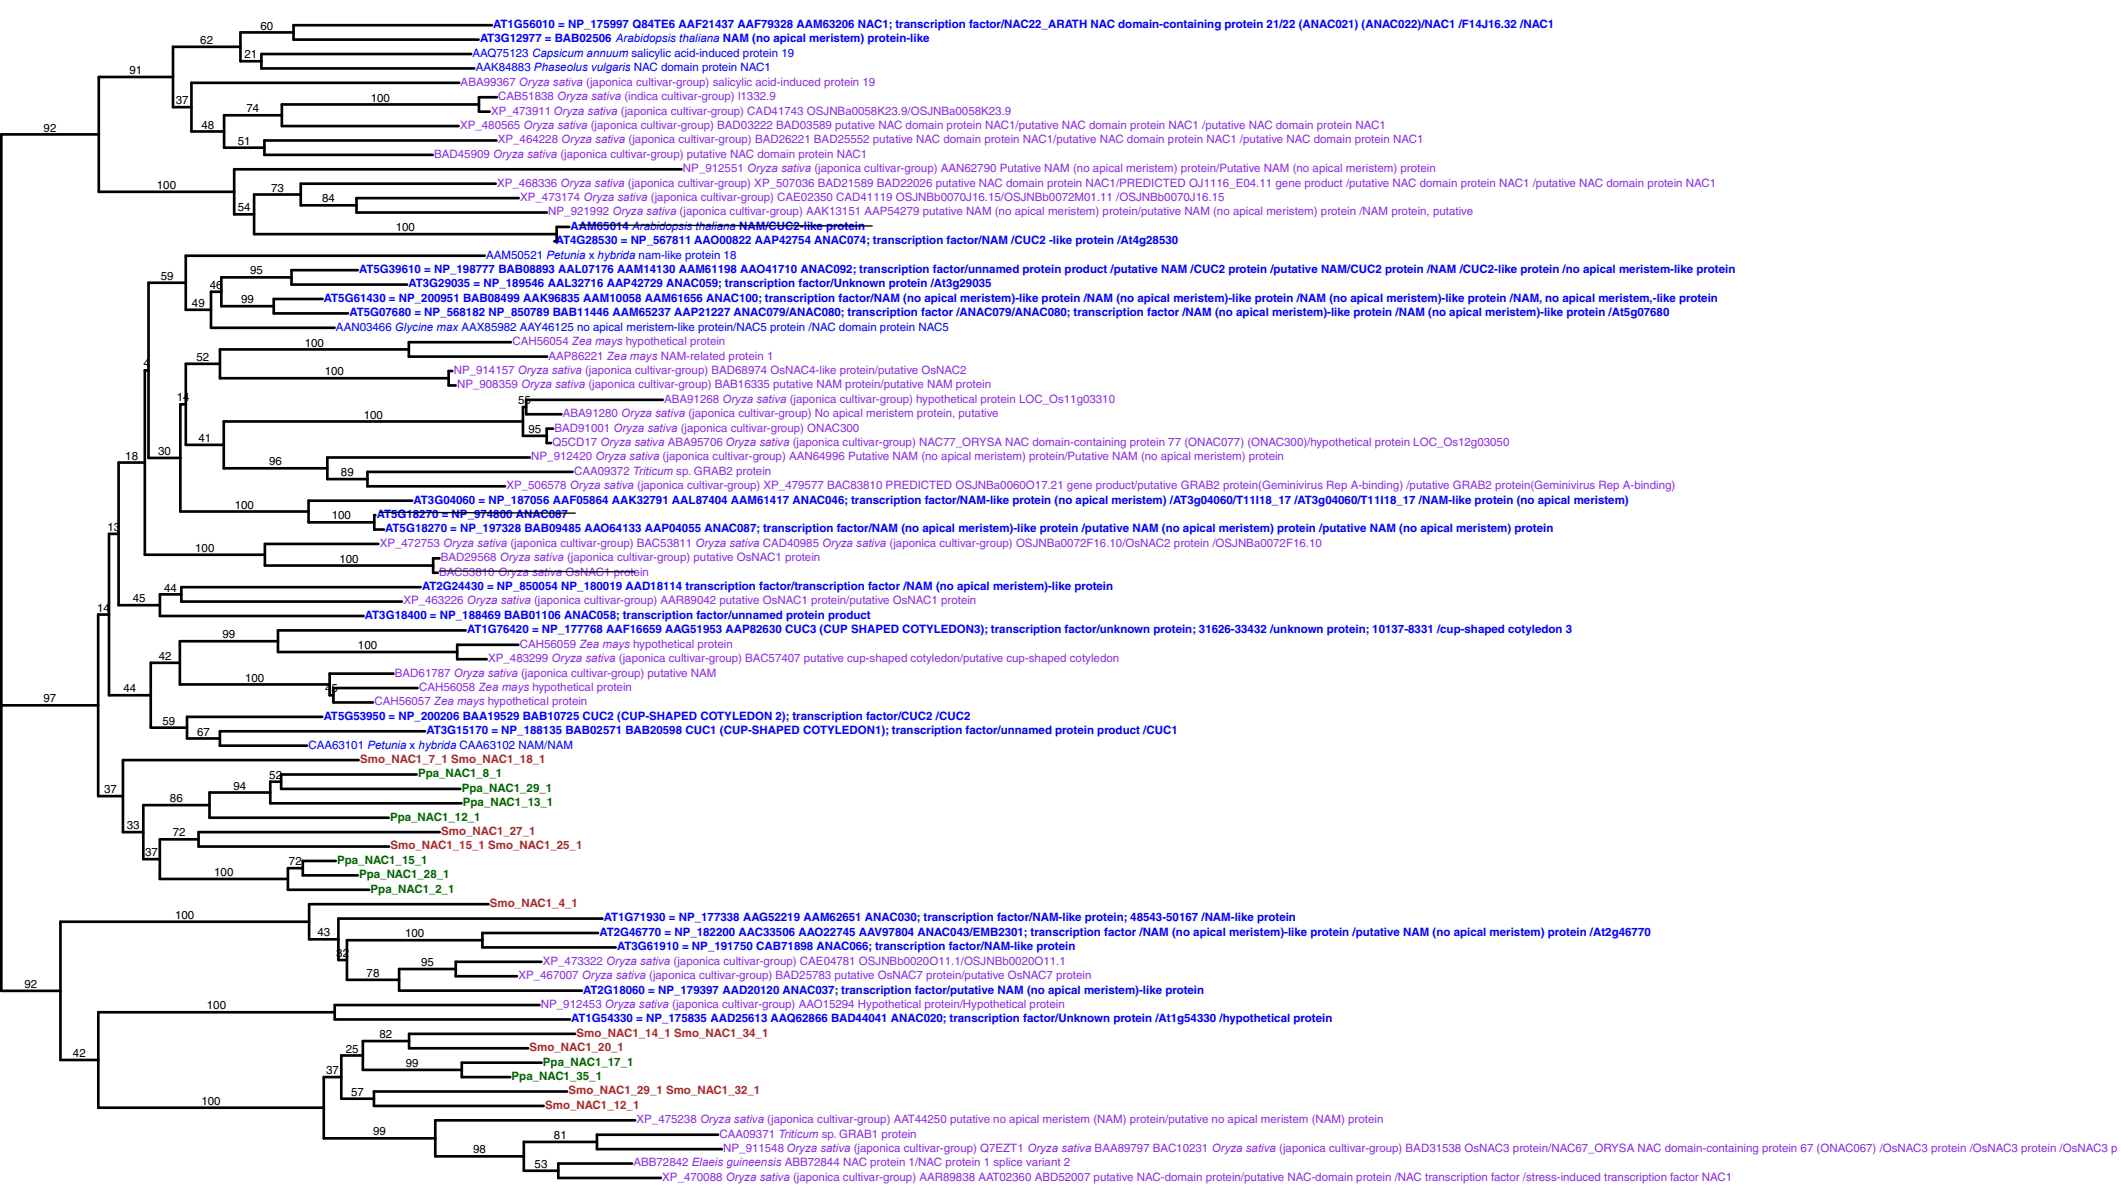 60 AT1G56010 = NP_175997 Q84TE6 AAF21437 AAF79328 AAM63206 NAC1; transcription factor/NAC22_ARATH NAC domain-containing protein 21/22 (ANAC021) (ANAC022)/NAC1 /F14J16.32 /NAC1
62 AT3G12977 = BAB02506 Arabidopsis thaliana NAM (no apical meristem) protein-like
21 AAQ75123 Capsicum annuum salicylic acid-induced protein 19
91 AAK84883 Phaseolus vulgaris NAC domain protein NAC1
ABA99367 Oryza sativa (japonica cultivar-group) salicylic acid-induced protein 19
37 100 CAB51838 Oryza sativa (indica cultivar-group) l1332.9
74 XP_473911 Oryza sativa (japonica cultivar-group) CAD41743 OSJNBa0058K23.9/OSJNBa0058K23.9
48 XP_480565 Oryza sativa (japonica cultivar-group) BAD03222 BAD03589 putative NAC domain protein NAC1/putative NAC domain protein NAC1 /putative NAC domain protein NAC1
92 51 XP_464228 Oryza sativa (japonica cultivar-group) BAD26221 BAD25552 putative NAC domain protein NAC1/putative NAC domain protein NAC1 /putative NAC domain protein NAC1
BAD45909 Oryza sativa (japonica cultivar-group) putative NAC domain protein NAC1
NP_912551 Oryza sativa (japonica cultivar-group) AAN62790 Putative NAM (no apical meristem) protein/Putative NAM (no apical meristem) protein
100 73 XP_468336 Oryza sativa (japonica cultivar-group) XP_507036 BAD21589 BAD22026 putative NAC domain protein NAC1/PREDICTED OJ1116_E04.11 gene product /putative NAC domain protein NAC1 /putative NAC domain protein NAC1
84 XP_473174 Oryza sativa (japonica cultivar-group) CAE02350 CAD41119 OSJNBb0070J16.15/OSJNBb0072M01.11 /OSJNBb0070J16.15
54 NP_921992 Oryza sativa (japonica cultivar-group) AAK13151 AAP54279 putative NAM (no apical meristem) protein/putative NAM (no apical meristem) protein /NAM protein, putative
100 AAM65014 Arabidopsis thaliana NAM/CUC2-like protein
AT4G28530 = NP_567811 AAO00822 AAP42754 ANAC074; transcription factor/NAM /CUC2 -like protein /At4g28530
AAM50521 Petunia x hybrida nam-like protein 18
59 95 AT5G39610 = NP_198777 BAB08893 AAL07176 AAM14130 AAM61198 AAO41710 ANAC092; transcription factor/unnamed protein product /putative NAM /CUC2 protein /putative NAM/CUC2 protein /NAM /CUC2-like protein /no apical meristem-like protein
46 AT3G29035 = NP_189546 AAL32716 AAP42729 ANAC059; transcription factor/Unknown protein /At3g29035
49 99 AT5G61430 = NP_200951 BAB08499 AAK96835 AAM10058 AAM61656 ANAC100; transcription factor/NAM (no apical meristem)-like protein /NAM (no apical meristem)-like protein /NAM (no apical meristem)-like protein /NAM, no apical meristem,-like protein
AT5G07680 = NP_568182 NP_850789 BAB11446 AAM65237 AAP21227 ANAC079/ANAC080; transcription factor /ANAC079/ANAC080; transcription factor /NAM (no apical meristem)-like protein /NAM (no apical meristem)-like protein /At5g07680
AAN03466 Glycine max AAX85982 AAY46125 no apical meristem-like protein/NAC5 protein /NAC domain protein NAC5
100 CAH56054 Zea mays hypothetical protein
4 52 AAP86221 Zea mays NAM-related protein 1
100 NP_914157 Oryza sativa (japonica cultivar-group) BAD68974 OsNAC4-like protein/putative OsNAC2
NP_908359 Oryza sativa (japonica cultivar-group) BAB16335 putative NAM protein/putative NAM protein
14 55 ABA91268 Oryza sativa (japonica cultivar-group) hypothetical protein LOC_Os11g03310
100 ABA91280 Oryza sativa (japonica cultivar-group) No apical meristem protein, putative
95 BAD91001 Oryza sativa (japonica cultivar-group) ONAC300
41 Q5CD17 Oryza sativa ABA95706 Oryza sativa (japonica cultivar-group) NAC77_ORYSA NAC domain-containing protein 77 (ONAC077) (ONAC300)/hypothetical protein LOC_Os12g03050
18 30 96 NP_912420 Oryza sativa (japonica cultivar-group) AAN64996 Putative NAM (no apical meristem) protein/Putative NAM (no apical meristem) protein
89 CAA09372 Triticum sp. GRAB2 protein
XP_506578 Oryza sativa (japonica cultivar-group) XP_479577 BAC83810 PREDICTED OSJNBa0060O17.21 gene product/putative GRAB2 protein(Geminivirus Rep A-binding) /putative GRAB2 protein(Geminivirus Rep A-binding)
100 AT3G04060 = NP_187056 AAF05864 AAK32791 AAL87404 AAM61417 ANAC046; transcription factor/NAM-like protein (no apical meristem) /AT3g04060/T11I18_17 /AT3g04060/T11I18_17 /NAM-like protein (no apical meristem)
100 AT5G18270 = NP_974800 ANAC087
13 AT5G18270 = NP_197328 BAB09485 AAO64133 AAP04055 ANAC087; transcription factor/NAM (no apical meristem)-like protein /putative NAM (no apical meristem) protein /putative NAM (no apical meristem) protein
100 XP_472753 Oryza sativa (japonica cultivar-group) BAC53811 Oryza sativa CAD40985 Oryza sativa (japonica cultivar-group) OSJNBa0072F16.10/OsNAC2 protein /OSJNBa0072F16.10
100 BAD29568 Oryza sativa (japonica cultivar-group) putative OsNAC1 protein
BAC53810 Oryza sativa OsNAC1 protein
44 AT2G24430 = NP_850054 NP_180019 AAD18114 transcription factor/transcription factor /NAM (no apical meristem)-like protein
14 45 XP_463226 Oryza sativa (japonica cultivar-group) AAR89042 putative OsNAC1 protein/putative OsNAC1 protein
AT3G18400 = NP_188469 BAB01106 ANAC058; transcription factor/unnamed protein product
99 AT1G76420 = NP_177768 AAF16659 AAG51953 AAP82630 CUC3 (CUP SHAPED COTYLEDON3); transcription factor/unknown protein; 31626-33432 /unknown protein; 10137-8331 /cup-shaped cotyledon 3
100 CAH56059 Zea mays hypothetical protein
42 XP_483299 Oryza sativa (japonica cultivar-group) BAC57407 putative cup-shaped cotyledon/putative cup-shaped cotyledon
100 BAD61787 Oryza sativa (japonica cultivar-group) putative NAM
44 CAH56058 Zea mays hypothetical protein
97 CAH56057 Zea mays hypothetical protein
59 AT5G53950 = NP_200206 BAA19529 BAB10725 CUC2 (CUP-SHAPED COTYLEDON 2); transcription factor/CUC2 /CUC2
67 AT3G15170 = NP_188135 BAB02571 BAB20598 CUC1 (CUP-SHAPED COTYLEDON1); transcription factor/unnamed protein product /CUC1
CAA63101 Petunia x hybrida CAA63102 NAM/NAM
Smo_NAC1_7_1 Smo_NAC1_18_1
52 Ppa_NAC1_8_1
37 94 Ppa_NAC1_29_1
86 Ppa_NAC1_13_1
Ppa_NAC1_12_1
33 72 Smo_NAC1_27_1
37 Smo_NAC1_15_1 Smo_NAC1_25_1
72 Ppa_NAC1_15_1
100 Ppa_NAC1_28_1
Ppa_NAC1_2_1
Smo_NAC1_4_1
100 AT1G71930 = NP_177338 AAG52219 AAM62651 ANAC030; transcription factor/NAM-like protein; 48543-50167 /NAM-like protein
43 100 AT2G46770 = NP_182200 AAC33506 AAO22745 AAV97804 ANAC043/EMB2301; transcription factor /NAM (no apical meristem)-like protein /putative NAM (no apical meristem) protein /At2g46770
AT3G61910 = NP_191750 CAB71898 ANAC066; transcription factor/NAM-like protein
95 XP_473322 Oryza sativa (japonica cultivar-group) CAE04781 OSJNBb0020O11.1/OSJNBb0020O11.1
78 XP_467007 Oryza sativa (japonica cultivar-group) BAD25783 putative OsNAC7 protein/putative OsNAC7 protein
92 AT2G18060 = NP_179397 AAD20120 ANAC037; transcription factor/putative NAM (no apical meristem)-like protein
100 NP_912453 Oryza sativa (japonica cultivar-group) AAO15294 Hypothetical protein/Hypothetical protein
AT1G54330 = NP_175835 AAD25613 AAQ62866 BAD44041 ANAC020; transcription factor/Unknown protein /At1g54330 /hypothetical protein
82 Smo_NAC1_14_1 Smo_NAC1_34_1
42 25 Smo_NAC1_20_1
99 Ppa_NAC1_17_1
37 Ppa_NAC1_35_1
57 Smo_NAC1_29_1 Smo_NAC1_32_1
100 Smo_NAC1_12_1
XP_475238 Oryza sativa (japonica cultivar-group) AAT44250 putative no apical meristem (NAM) protein/putative no apical meristem (NAM) protein
99 81 CAA09371 Triticum sp. GRAB1 protein
98 NP_911548 Oryza sativa (japonica cultivar-group) Q7EZT1 Oryza sativa BAA89797 BAC10231 Oryza sativa (japonica cultivar-group) BAD31538 OsNAC3 protein/NAC67_ORYSA NAC domain-containing protein 67 (ONAC067) /OsNAC3 protein /OsNAC3 protein /OsNAC3 p
53 ABB72842 Elaeis guineensis ABB72844 NAC protein 1/NAC protein 1 splice variant 2
XP_470088 Oryza sativa (japonica cultivar-group) AAR89838 AAT02360 ABD52007 putative NAC-domain protein/putative NAC-domain protein /NAC transcription factor /stress-induced transcription factor NAC1